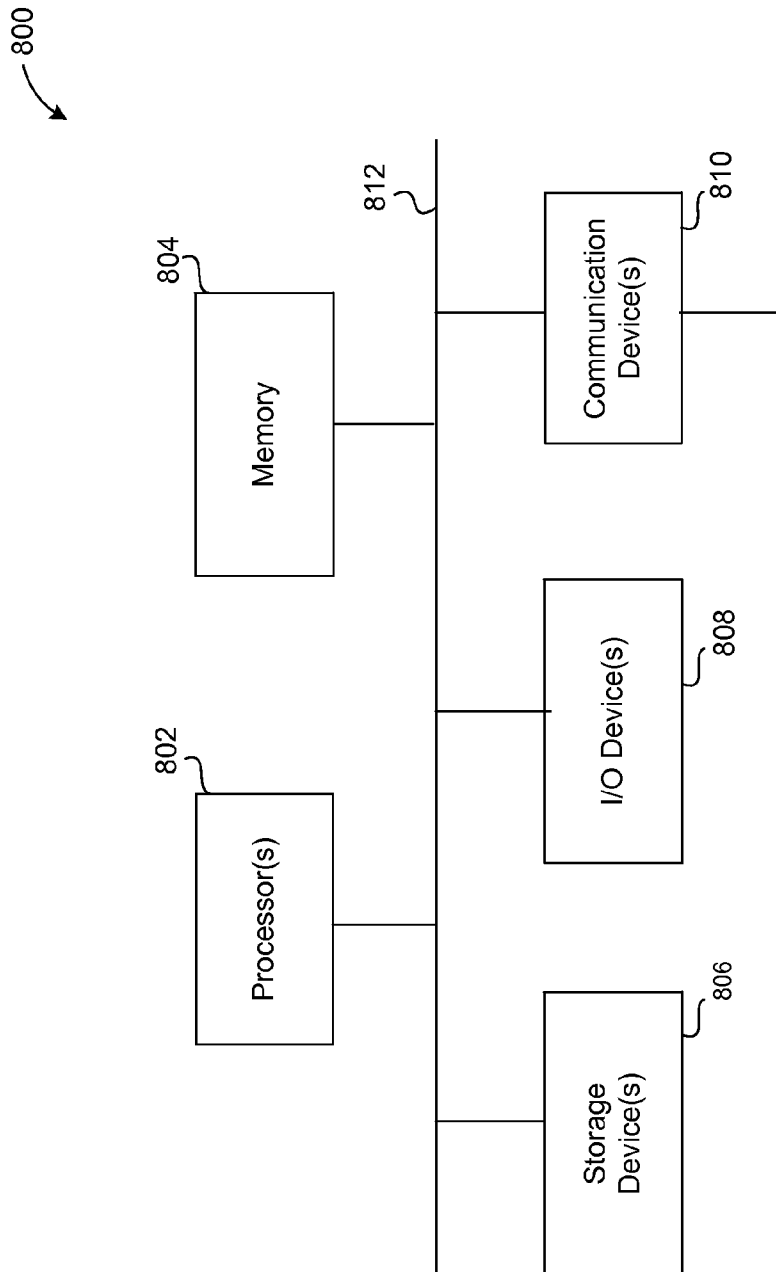 800
802
Processor(s)
804
Memory
812
Storage
Device(s)
806
I/O Device(s)
808
Communication
Device(s)
810